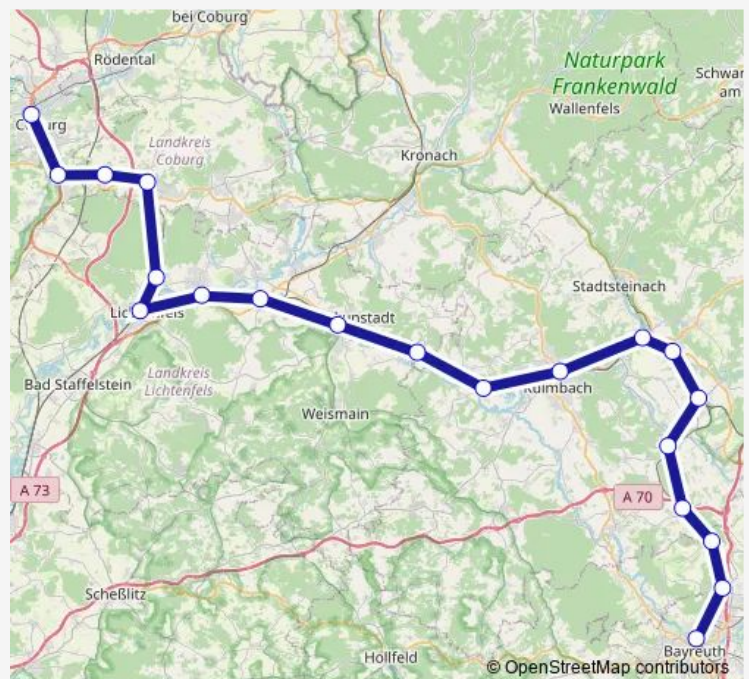 bei Coburg
Rödental
Naturpark
Frankenwald
Schwar
am
Wallenfels
Landkreis
Coburg
Kronach
Stadtsteinach
Bad Staffelstein
Landkreis
Lichtenfels
Weismain
Kulmbach
A 73
A 70
Scheßlitz
Hollfeld
Bayreuth
© OpenStreetMap contributors